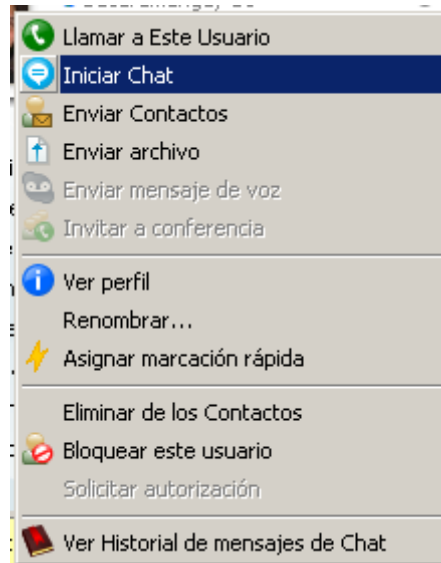 Llamar a Este Usuario
Iniciar Chat
Enviar Contactos
Enviar archivo
Enviar mensaje de voz
Invitar a conferencia
Ver perfil
Renombrar...
Asignar marcación rápida
Eliminar de los Contactos
Bloquear este usuario
Solicitar autorización
Ver Historial de mensajes de Chat